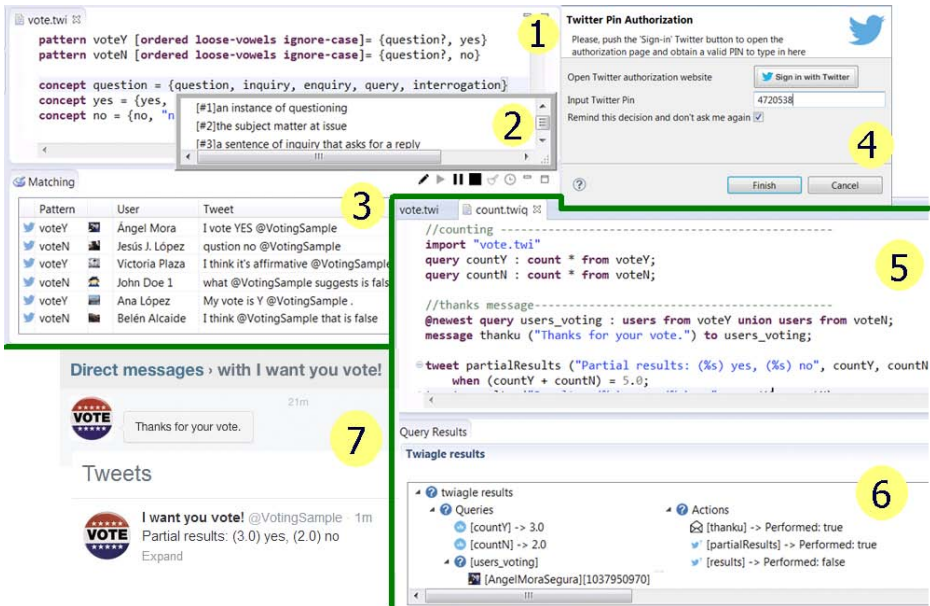 vote.twi
pattern voteY [ordered loose-vowels ignore-case]= {question?, yes}
pattern voteN [ordered loose-vowels ignore-case]= {question?, no}
concept question = {question, inquiry, enquiry, query, interrogation}
concept yes = {yes,
concept no = {no, "n
1
[#1]an instance of questioning
[#2]the subject matter at issue
[#3]a sentence of inquiry that asks for a reply
2
Twitter Pin Authorization
Please, push the 'Sign-in' Twitter button to open the
authorization page and obtain a valid PIN to type in here
Open Twitter authorization website
Sign in with Twitter
Input Twitter Pin
4720538
Remind this decision and don't ask me again
4
Finish
Cancel
Matching
3
Pattern User Tweet
voteY Ángel Mora I vote YES @VotingSample
voteN Jesús J. López qustion no @VotingSample
voteY Victoria Plaza I think it's affirmative @VotingSample
voteN John Doe 1 what @VotingSample suggests is fals
voteY Ana López My vote is Y @VotingSample .
voteN Belén Alcaide I think @VotingSample that is false
vote.twi
count.twiq
//counting ------------------------------------------------
import "vote.twi"
query countY : count * from voteY;
query countN : count * from voteN;
5
//thanks message-------------------------------------------
@newest query users_voting : users from voteY union users from voteN;
message thanku ("Thanks for your vote.") to users_voting;
tweet partialResults ("Partial results: (%s) yes, (%s) no", countY, countN
when (countY + countN) = 5.0;
Direct messages › with I want you vote!
21m
VOTE
Thanks for your vote.
7
Tweets
VOTE
I want you vote! @VotingSample · 1m
Partial results: (3.0) yes, (2.0) no
Expand
Query Results
Twiagle results
6
twiagle results
Queries
[countY] -> 3.0
[countN] -> 2.0
[users_voting]
[AngelMoraSegura][1037950970]
Actions
[thanku] -> Performed: true
[partialResults] -> Performed: true
[results] -> Performed: false